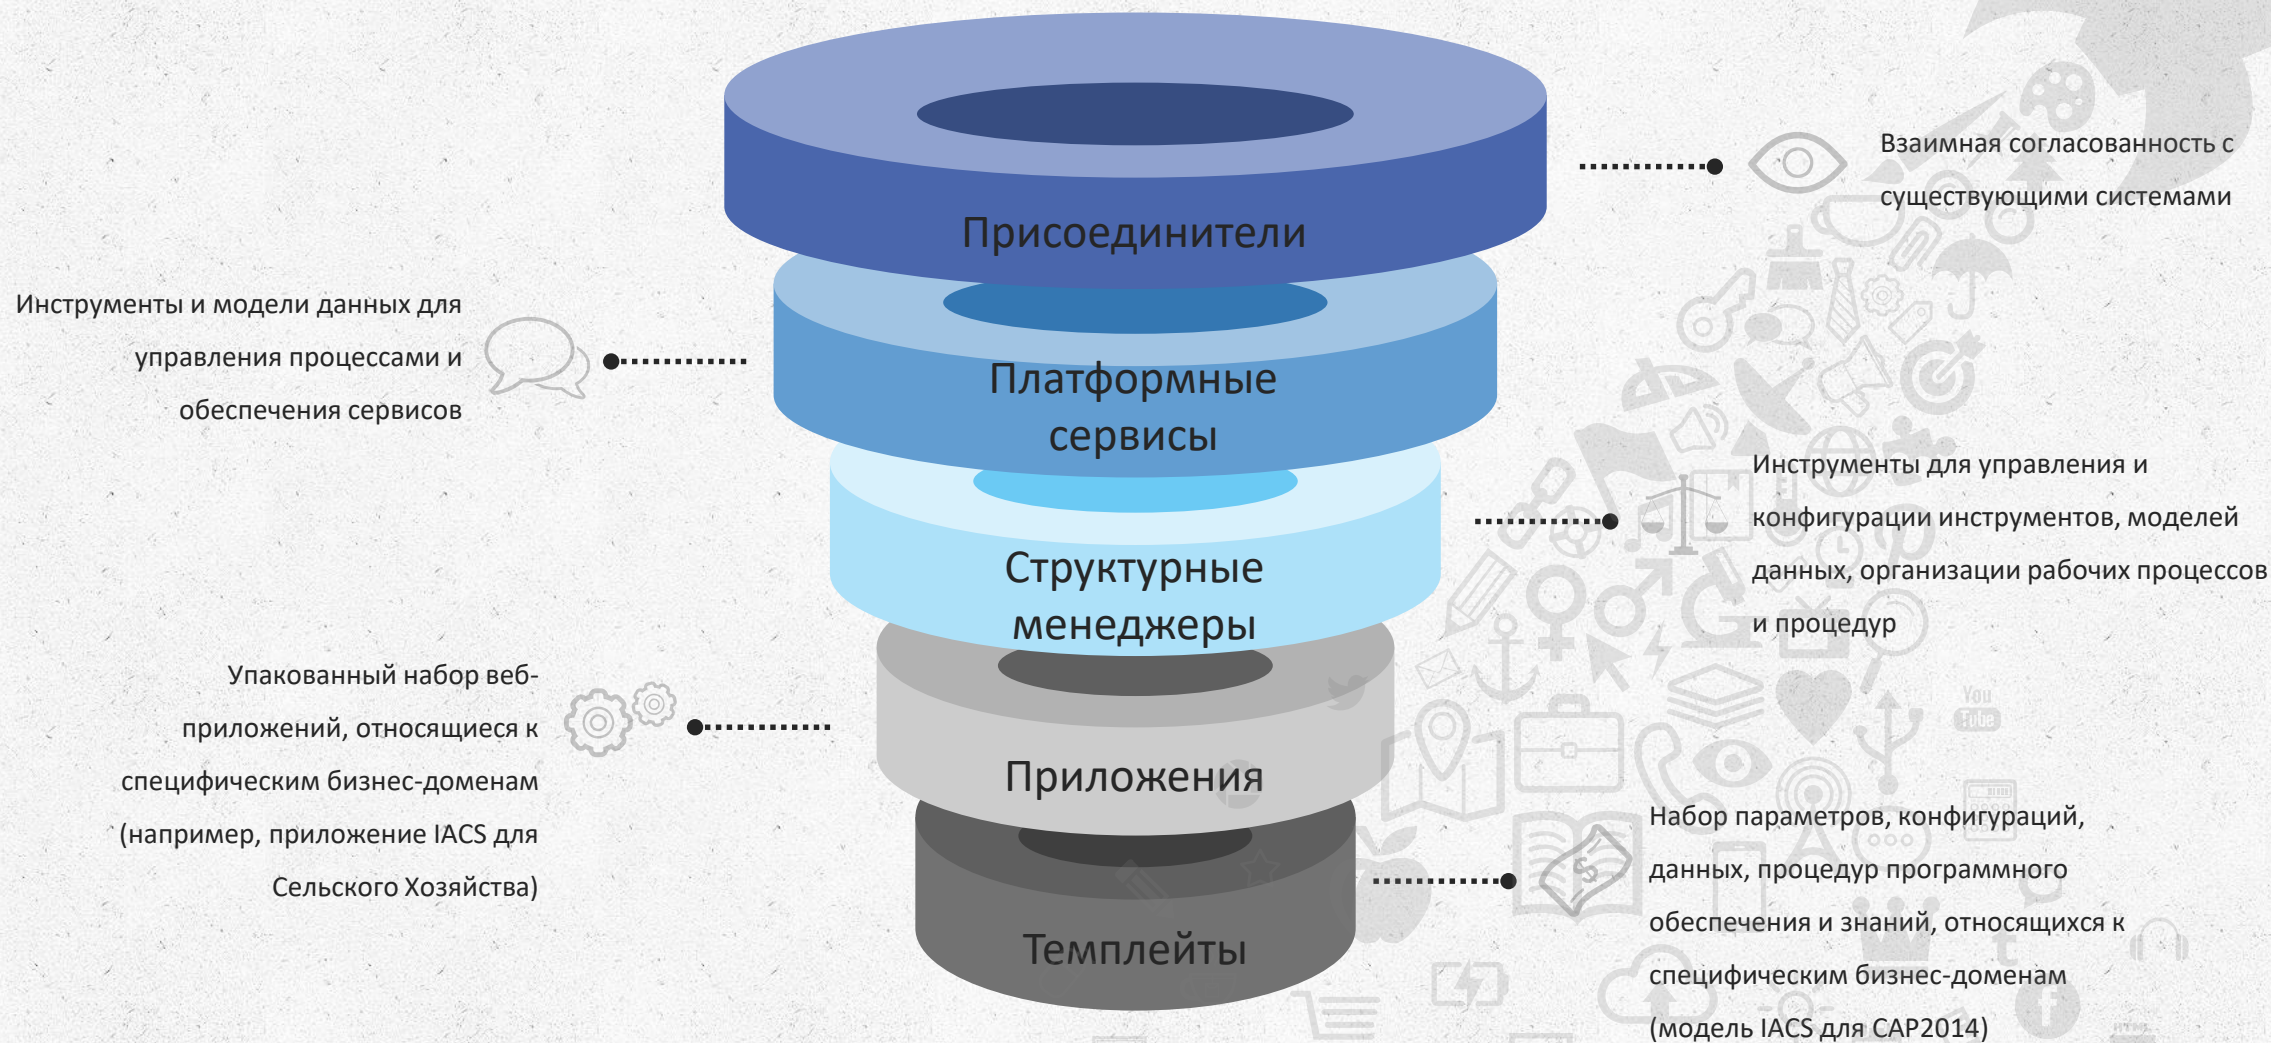 Присоединители
Взаимная согласованность с
существующими системами
Платформные
сервисы
Инструменты и модели данных для
управления процессами и
обеспечения сервисов
Структурные
менеджеры
Инструменты для управления и
конфигурации инструментов, моделей
данных, организации рабочих процессов
и процедур
Приложения
Упакованный набор веб-
приложений, относящиеся к
специфическим бизнес-доменам
(например, приложение IACS для
Сельского Хозяйства)
Темплейты
Набор параметров, конфигураций,
данных, процедур программного
обеспечения и знаний, относящихся к
специфическим бизнес-доменам
(модель IACS для CAP2014)
You
Tube